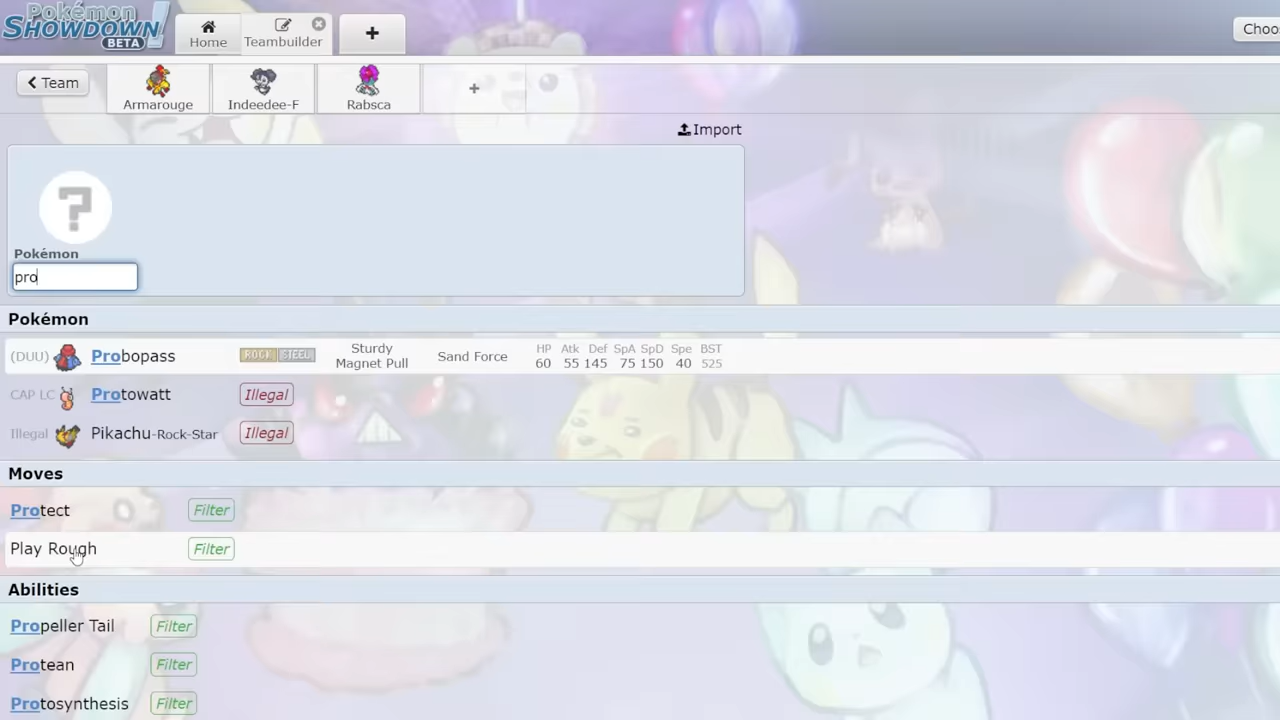 Pokémon
SHOWDOWN!
BETA
Home
Teambuilder
+
Choo
Team
Armarouge
Indeedee-F
Rabsca
+
Import
?
Pokémon
pro
Pokémon
(DUU) Probopass ROCK STEEL Sturdy Magnet Pull Sand Force HP 60 Atk 55 Def 145 SpA 75 SpD 150 Spe 40 BST 525
CAP LC Protowatt Illegal
Illegal Pikachu-Rock-Star Illegal
Moves
Protect Filter
Play Rough Filter
Abilities
Propeller Tail Filter
Protean Filter
Protosynthesis Filter